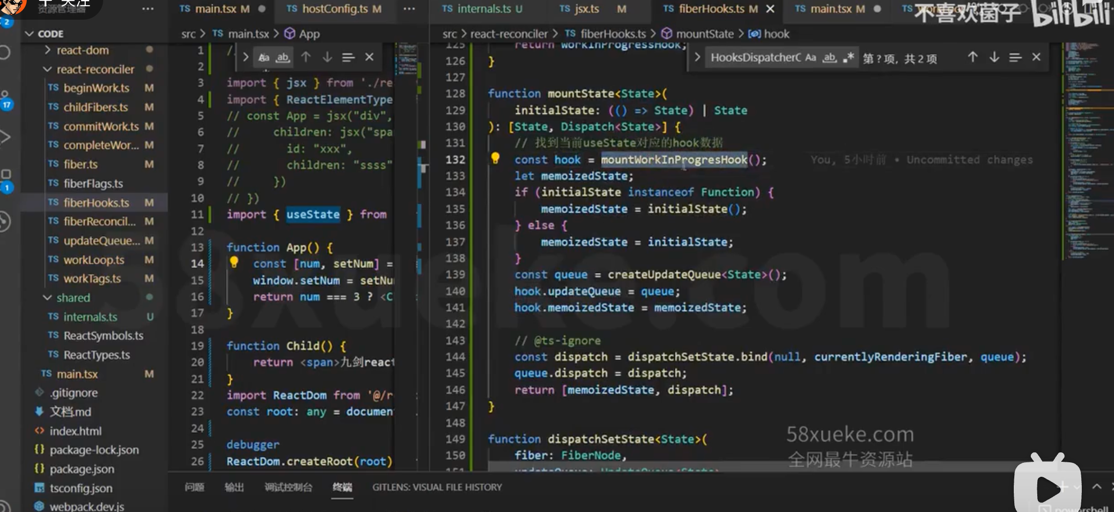 关注
资源管理器
main.tsx
hostConfig.ts
internals.ts U
jsx.ts
fiberHooks.ts M
main.tsx
不喜欢菌子 bilibili
CODE
react-dom
react-reconciler
beginWork.ts M
childFibers.ts M
commitWork.ts M
completeWor... M
fiber.ts M
fiberFlags.ts
fiberHooks.ts M
fiberReconcil... M
updateQueue... M
workLoop.ts M
workTags.ts M
shared
internals.ts U
ReactSymbols.ts
ReactTypes.ts
main.tsx M
.gitignore
文档.md
index.html
package-lock.json
package.json
tsconfig.json
webpack.dev.js
src > main.tsx > App
1 //
3 import { jsx } from './re
4 import { ReactElementType
5 // const App = jsx("div",
6 // children: jsx("spa
7 // id: "xxx",
8 // children: "ssss"
9 // })
10 // })
11 import { useState } from
12
13 function App() {
14 const [num, setNum] =
15 window.setNum = setNu
16 return num === 3 ? <C
17 }
18
19 function Child() {
20 return <span>九剑react
21 }
22 import ReactDom from '@/r
23 const root: any = documen
24
25 debugger
26 ReactDom.createRoot(root)
src > react-reconciler > fiberHooks.ts > mountState > hook
HooksDispatcherC
第 ? 项, 共 2 项
125 return workInProgressHook;
126 }
127
128 function mountState<State>(
129 initialState: (() => State) | State
130 ): [State, Dispatch<State>] {
131 // 找到当前useState对应的hook数据
132 const hook = mountWorkInProgresHook(); You, 5小时前 • Uncommitted changes
133 let memoizedState;
134 if (initialState instanceof Function) {
135 memoizedState = initialState();
136 } else {
137 memoizedState = initialState;
138 }
139 const queue = createUpdateQueue<State>();
140 hook.updateQueue = queue;
141 hook.memoizedState = memoizedState;
142
143 // @ts-ignore
144 const dispatch = dispatchSetState.bind(null, currentlyRenderingFiber, queue);
145 queue.dispatch = dispatch;
146 return [memoizedState, dispatch];
147 }
148
149 function dispatchSetState<State>(
150 fiber: FiberNode,
151 updateQueue: UpdateQueue<State>
58xueke.com
58xueke.com
全网最牛资源站
问题 输出 调试控制台 终端 GITLENS: VISUAL FILE HISTORY
powershell